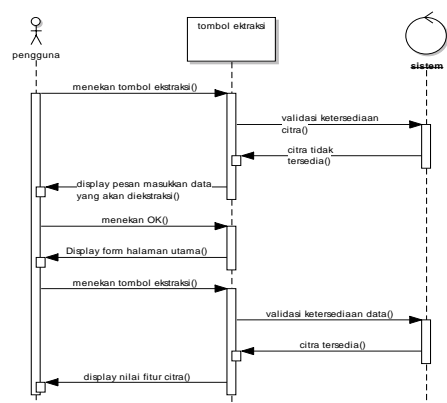 tombol ektraksi
pengguna
sistem
menekan tombol ekstraksi()
validasi ketersediaan
citra()
citra tidak
tersedia()
display pesan masukkan data
yang akan diekstraksi()
menekan OK()
Display form halaman utama()
menekan tombol ekstraksi()
validasi ketersediaan data()
citra tersedia()
display nilai fitur citra()